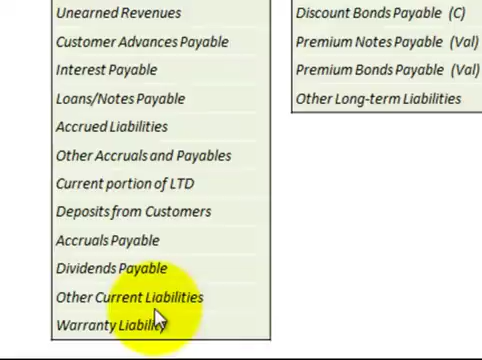 Unearned Revenues
Customer Advances Payable
Interest Payable
Loans/Notes Payable
Accrued Liabilities
Other Accruals and Payables
Current portion of LTD
Deposits from Customers
Accruals Payable
Dividends Payable
Other Current Liabilities
Warranty Liability
Discount Bonds Payable (C)
Premium Notes Payable (Val)
Premium Bonds Payable (Val)
Other Long-term Liabilities